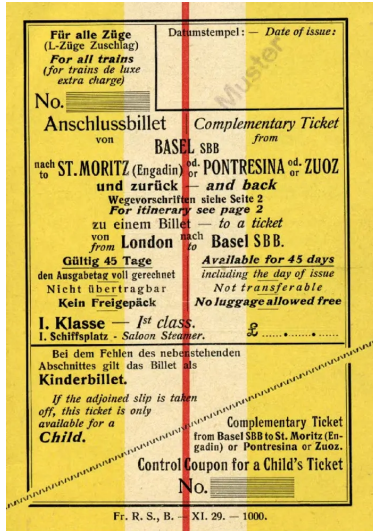 Für alle Züge
(L-Züge Zuschlag)
For all trains
(for trains de luxe
extra charge)
No.
Datumstempel: — Date of issue:
Muster
Anschlussbillet Complementary Ticket
von from
BASEL SBB
nach
to ST. MORITZ (Engadin) od.
or PONTRESINA od.
or ZUOZ
und zurück — and back
Wegevorschriften siehe Seite 2
For itinerary see page 2
zu einem Billet — to a ticket
von
from London nach
to Basel SBB.
Gültig 45 Tage Available for 45 days
den Ausgabetag voll gerechnet including the day of issue
Nicht übertragbar Not transferable
Kein Freigepäck No luggage allowed free
I. Klasse — Ist class.
I. Schiffsplatz - Saloon Steamer.
£ ......•......•......
Bei dem Fehlen des nebenstehenden
Abschnittes gilt das Billet als
Kinderbillet.
If the adjoined slip is taken
off, this ticket is only
available for a
Child.
Complementary Ticket
from Basel SBB to St. Moritz (En-
gadin) or Pontresina or Zuoz.
Control Coupon for a Child's Ticket
No.
Fr. R. S., B. — XI. 29. — 1000.